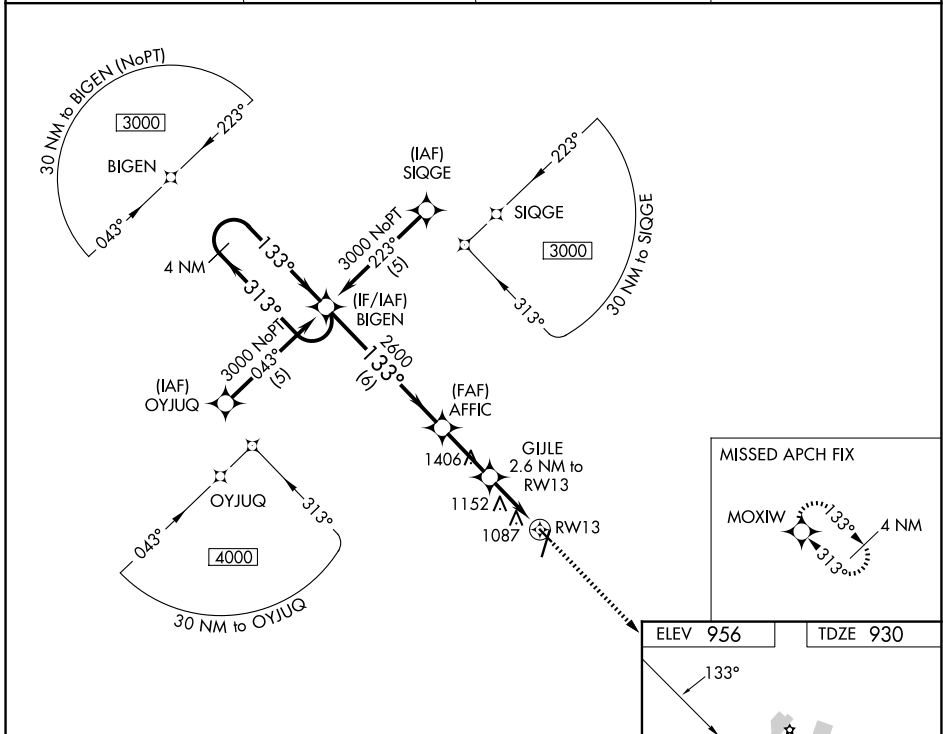 30 NM to BIGEN (NoPT)
3000
223°
BIGEN
043°
(IAF)
SIQGE
223°
SIQGE
3000
313°
30 NM to SIQGE
4 NM
133°
313°
3000 NoPT
223°
(5)
(IF/IAF)
BIGEN
3000 NoPT
043°
(5)
(IAF)
OYJUQ
2600
133°
(6)
(FAF)
AFFIC
1406
GIJLE
2.6 NM to
RW13
1152
1087
RW13
OYJUQ
043°
313°
4000
30 NM to OYJUQ
MISSED APCH FIX
MOXIW
133°
313°
4 NM
ELEV 956
TDZE 930
133°